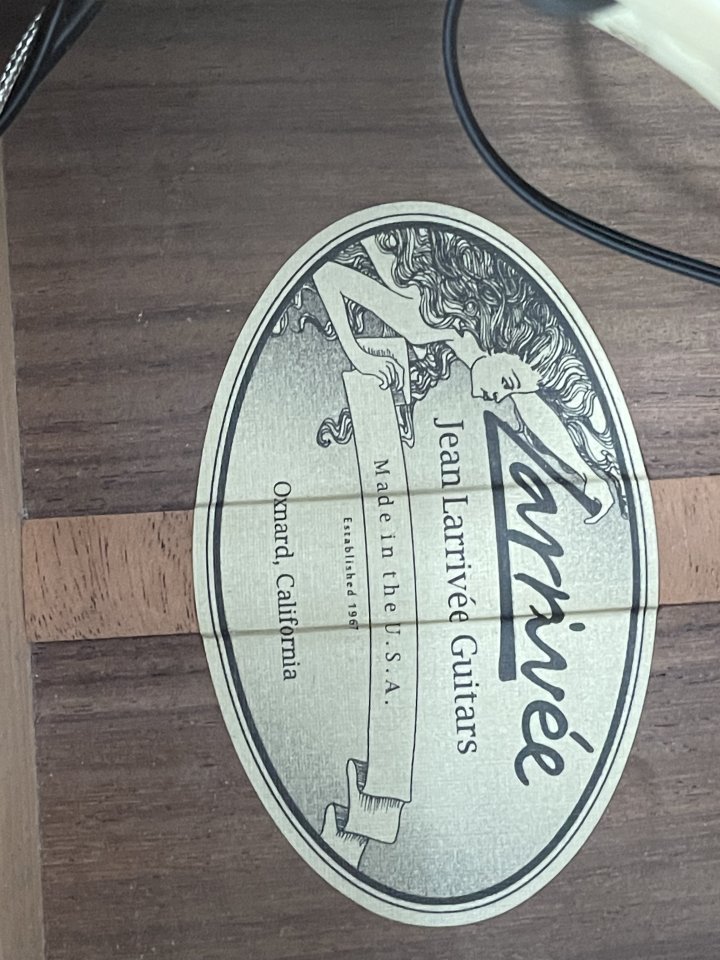 Larrivée
Jean Larrivée Guitars
Made in the U.S.A.
Established 1967
Oxnard, California